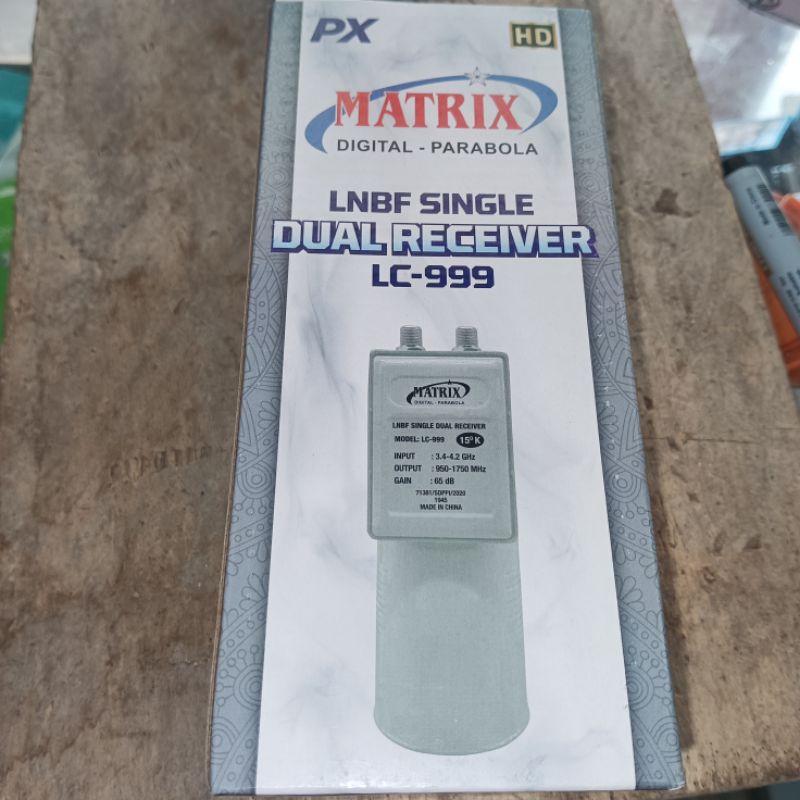 PX
HD
MATRIX
DIGITAL - PARABOLA
LNBF SINGLE
DUAL RECEIVER
LC-999
MATRIX
DIGITAL - PARABOLA
LNBF SINGLE DUAL RECEIVER
MODEL: LC-999 15º K
INPUT : 3.4-4.2 GHz
OUTPUT : 950-1750 MHz
GAIN : 65 dB
71381/SDPPI/2020
1945
MADE IN CHINA